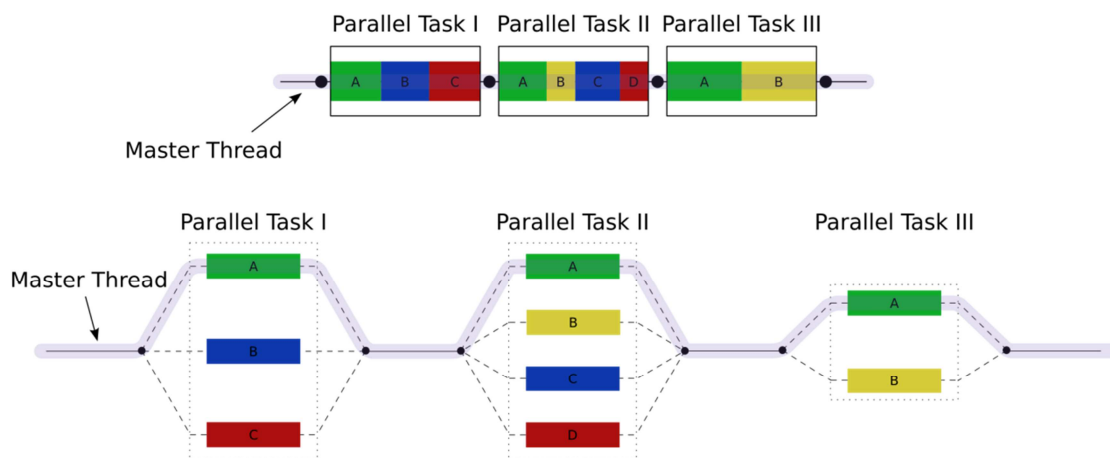 Parallel Task I Parallel Task II Parallel Task III
A B C A B C D A B
Master Thread
Parallel Task I Parallel Task II Parallel Task III
A A
Master Thread
A
B
B
C
B
C D